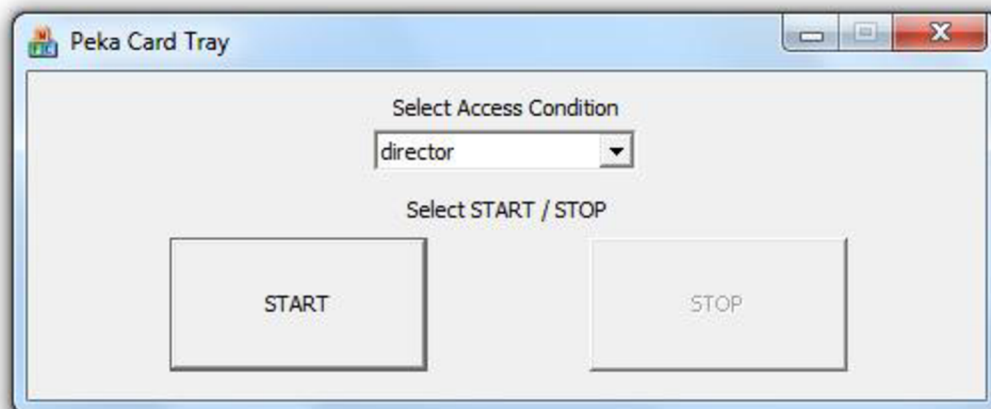 Peka Card Tray
Select Access Condition
director
Select START / STOP
START
STOP